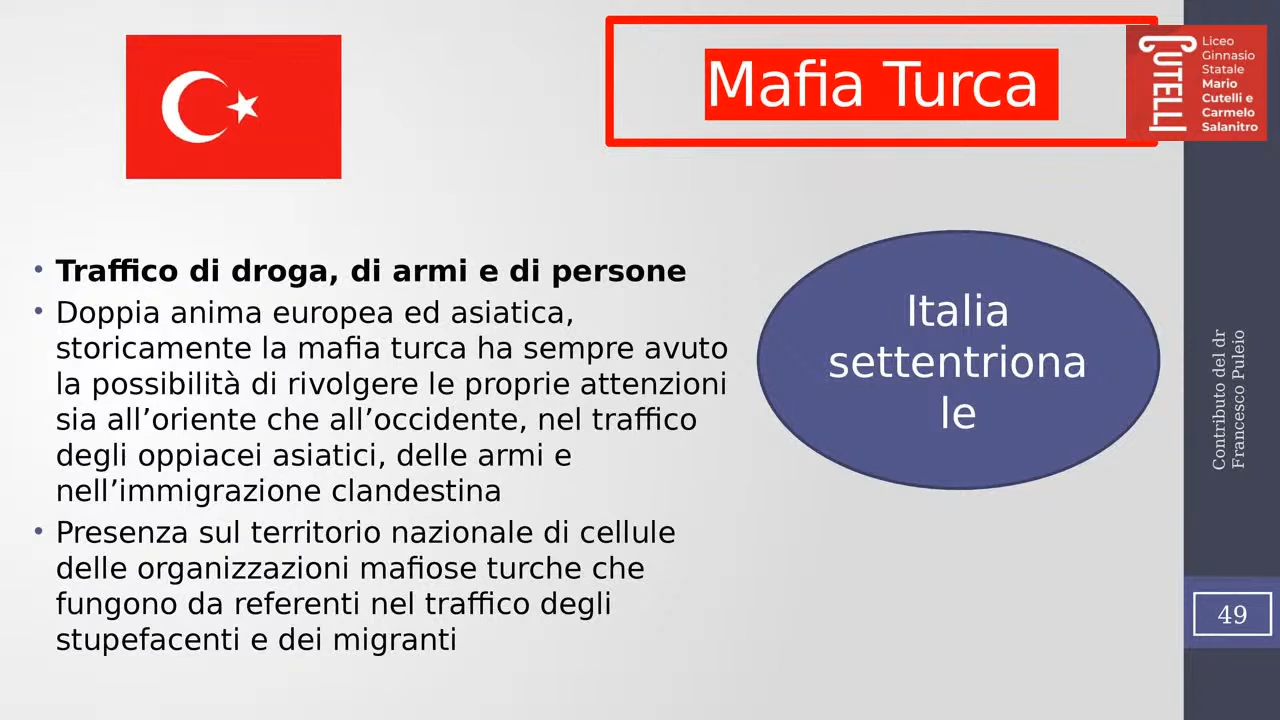 Mafia Turca
CUTELLI
Liceo
Ginnasio
Statale
Mario
Cutelli e
Carmelo
Salanitro
• Traffico di droga, di armi e di persone
• Doppia anima europea ed asiatica,
storicamente la mafia turca ha sempre avuto
la possibilità di rivolgere le proprie attenzioni
sia all’oriente che all’occidente, nel traffico
degli oppiacei asiatici, delle armi e
nell’immigrazione clandestina
• Presenza sul territorio nazionale di cellule
delle organizzazioni mafiose turche che
fungono da referenti nel traffico degli
stupefacenti e dei migranti
Italia
settentriona
le
Contributo del dr
Francesco Puleio
49